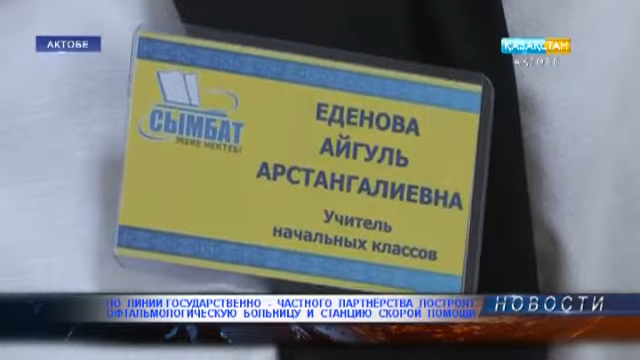 АКТОБЕ
ҚАЗАҚСТАН
АҚТӨБЕ
СЫМБАТ
ЖЕКЕ МЕКТЕБІ
ЕДЕНОВА
АЙГУЛЬ
АРСТАНГАЛИЕВНА
Учитель
начальных классов
ПО ЛИНИИ ГОСУДАРСТВЕННО - ЧАСТНОГО ПАРТНЁРСТВА ПОСТРОЯТ
ОФТАЛЬМОЛОГИЧЕСКУЮ БОЛЬНИЦУ И СТАНЦИЮ СКОРОЙ ПОМОЩИ
НОВОСТИ